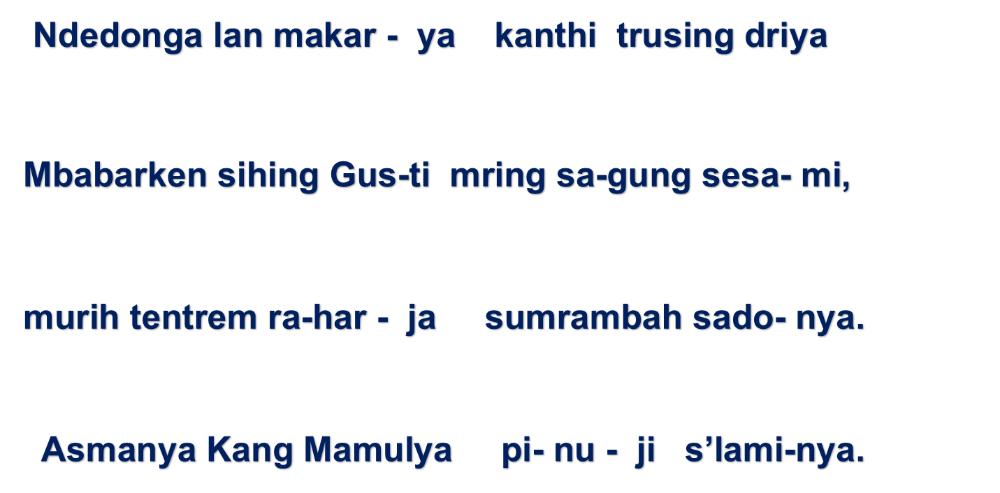 Ndedonga lan makar - ya kanthi trusing driya
Mbabarken sihing Gus-ti mring sa-gung sesa- mi,
murih tentrem ra-har - ja sumrambah sado- nya.
Asmanya Kang Mamulya pi- nu - ji s’lami-nya.